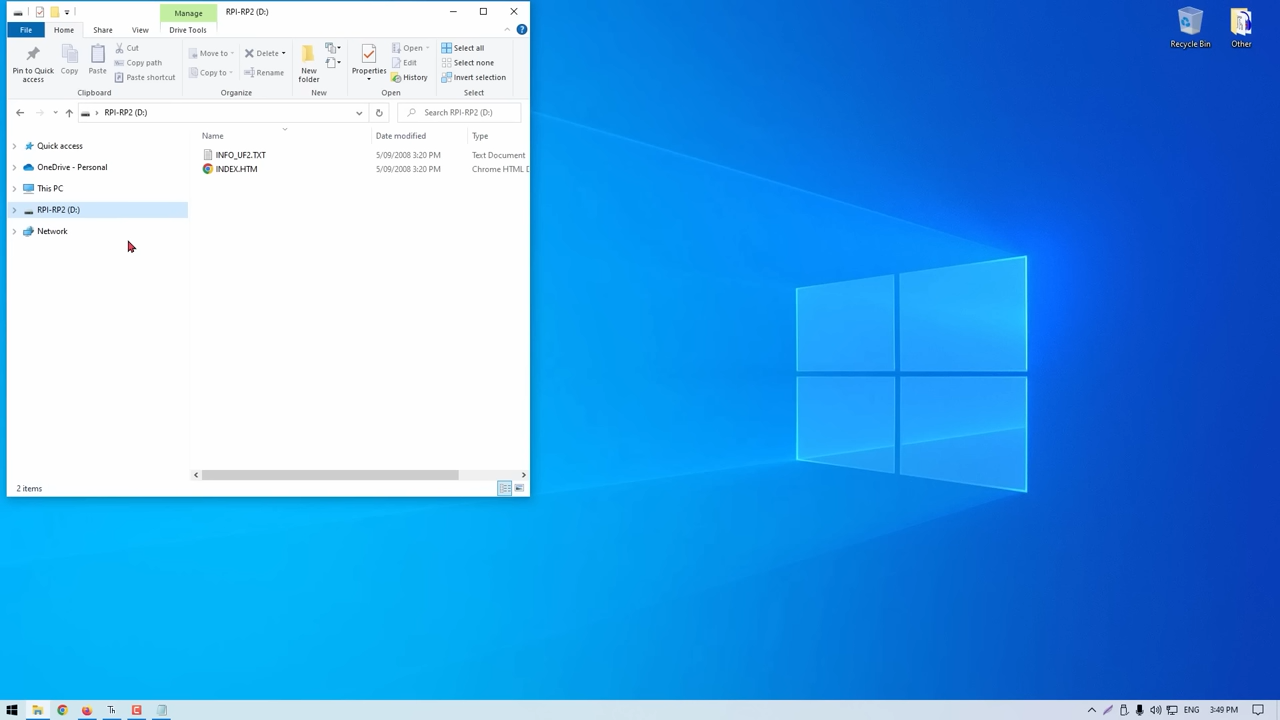 Manage
RPI-RP2 (D:)
File
Home
Share
View
Drive Tools
Pin to Quick access
Copy
Paste
Cut
Copy path
Paste shortcut
Clipboard
Move to
Copy to
Delete
Rename
Organize
New folder
New
Properties
Open
Edit
History
Open
Select all
Select none
Invert selection
Select
RPI-RP2 (D:)
Search RPI-RP2 (D:)
Name Date modified Type
INFO_UF2.TXT 5/09/2008 3:20 PM Text Document
INDEX.HTM 5/09/2008 3:20 PM Chrome HTML D
Quick access
OneDrive - Personal
This PC
RPI-RP2 (D:)
Network
2 items
Recycle Bin
Other
Th
ENG
3:49 PM